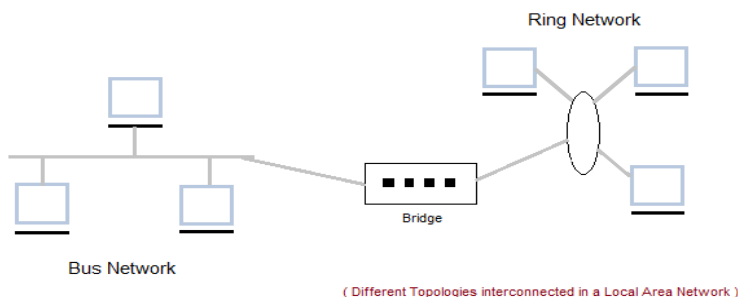 Ring Network
Bridge
Bus Network
( Different Topologies interconnected in a Local Area Network )